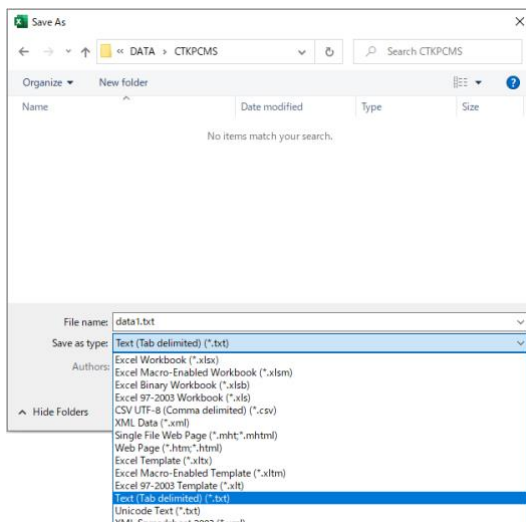 Save As
« DATA › CTKPCMS
Search CTKPCMS
Organize
New folder
Name
Date modified
Type
Size
No items match your search.
File name: data1.txt
Save as type: Text (Tab delimited) (*.txt)
Authors:
Excel Workbook (*.xlsx)
Excel Macro-Enabled Workbook (*.xlsm)
Excel Binary Workbook (*.xlsb)
Excel 97-2003 Workbook (*.xls)
CSV UTF-8 (Comma delimited) (*.csv)
XML Data (*.xml)
Single File Web Page (*.mht;*.mhtml)
Web Page (*.htm;*.html)
Excel Template (*.xltx)
Excel Macro-Enabled Template (*.xltm)
Excel 97-2003 Template (*.xlt)
Text (Tab delimited) (*.txt)
Unicode Text (*.txt)
XML Spreadsheet 2003 (*.xml)
Hide Folders